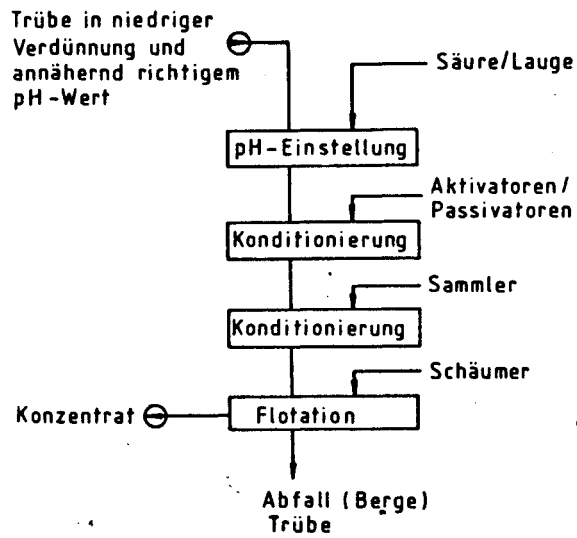 Trübe in niedriger
Verdünnung und
annähernd richtigem
pH-Wert
Säure/Lauge
pH-Einstellung
Aktivatoren/
Passivatoren
Konditionierung
Sammler
Konditionierung
Schäumer
Konzentrat
Flotation
Abfall (Berge)
Trübe